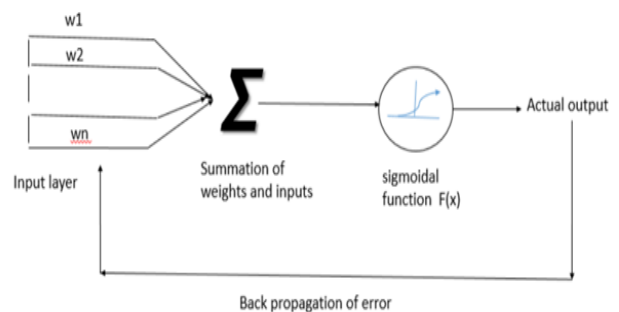 w1
w2
wn
Σ
Actual output
Input layer
Summation of
weights and inputs
sigmoidal
function F(x)
Back propagation of error